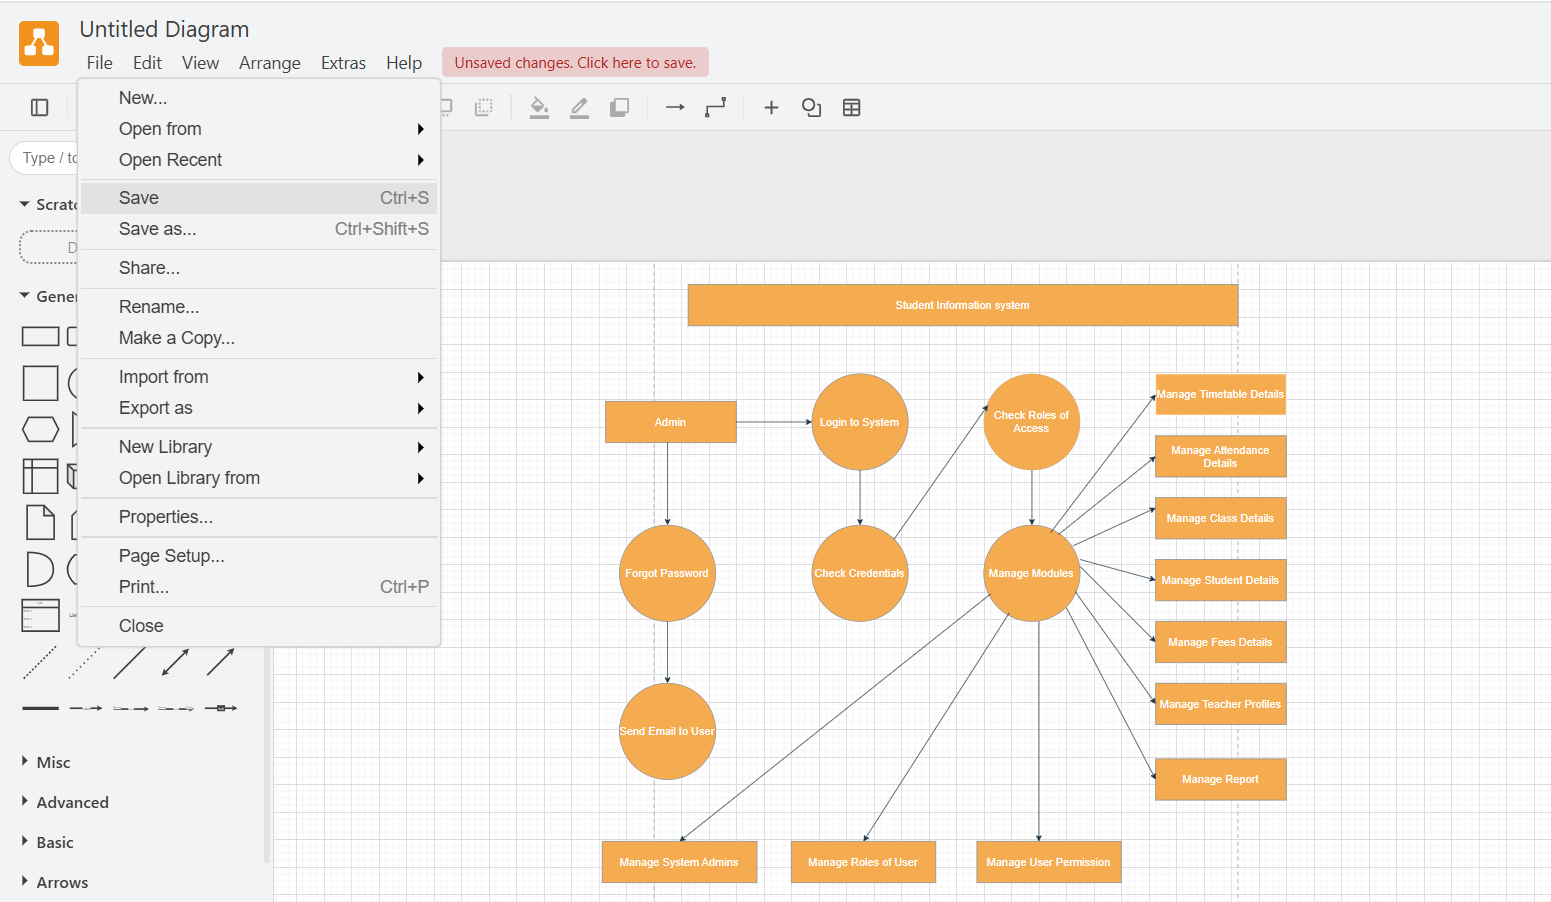 Untitled Diagram
File Edit View Arrange Extras Help Unsaved changes. Click here to save.
New...
Open from
Open Recent
Save Ctrl+S
Save as... Ctrl+Shift+S
Share...
Rename...
Make a Copy...
Import from
Export as
New Library
Open Library from
Properties...
Page Setup...
Print... Ctrl+P
Close
Type /
Misc
Advanced
Basic
Arrows
Student Information system
Admin
Login to System
Check Roles of
Access
Manage Timetable Details
Manage Attendance
Details
Manage Class Details
Forgot Password
Check Credentials
Manage Modules
Manage Student Details
Manage Fees Details
Manage Teacher Profiles
Send Email to User
Manage Report
Manage System Admins
Manage Roles of User
Manage User Permission